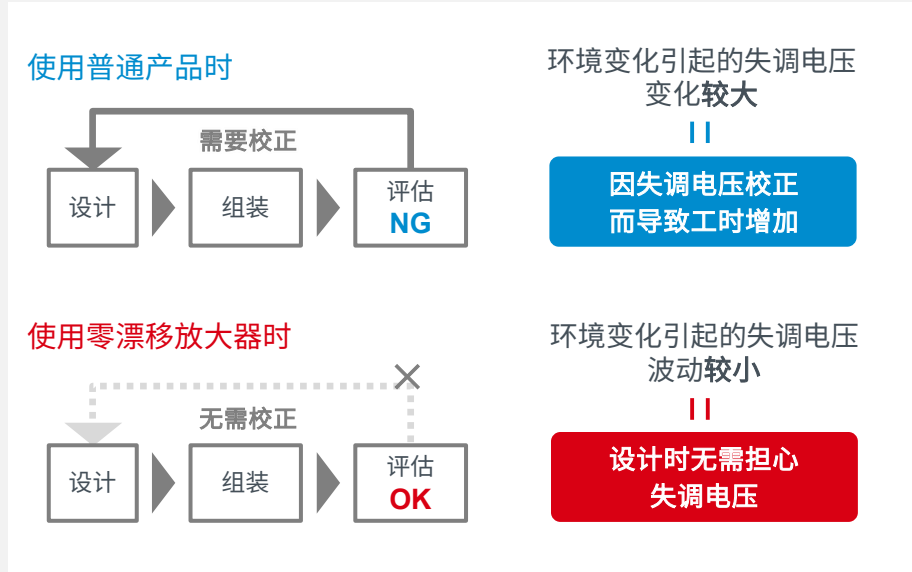 使用普通产品时
需要校正
设计
组装
评估
NG
环境变化引起的失调电压
变化较大
因失调电压校正
而导致工时增加
使用零漂移放大器时
无需校正
设计
组装
评估
OK
环境变化引起的失调电压
波动较小
设计时无需担心
失调电压